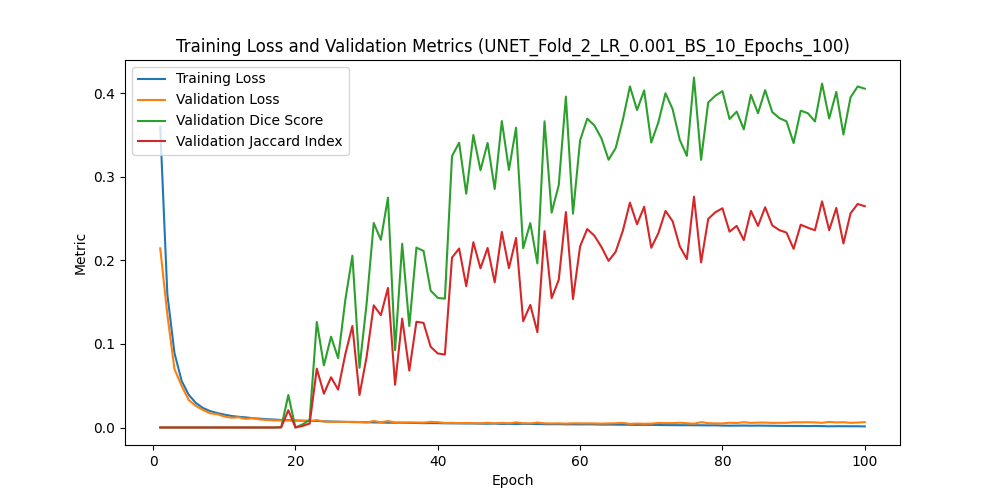 Training Loss and Validation Metrics (UNET_Fold_2_LR_0.001_BS_10_Epochs_100)
Training Loss
Validation Loss
Validation Dice Score
Validation Jaccard Index
Metric
0.4
0.3
0.2
0.1
0.0
0 20 40 60 80 100
Epoch